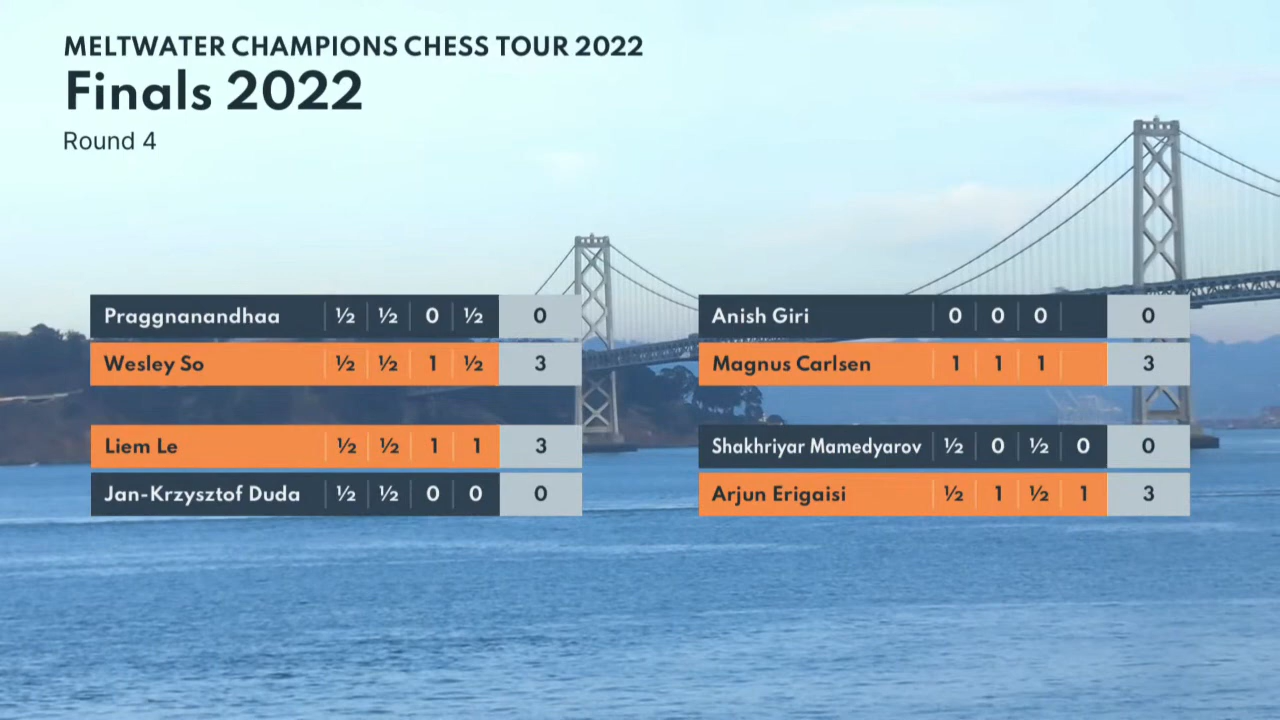 MELTWATER CHAMPIONS CHESS TOUR 2022
Finals 2022
Round 4
Praggnanandhaa ½ ½ 0 ½ 0
Wesley So ½ ½ 1 ½ 3
Liem Le ½ ½ 1 1 3
Jan-Krzysztof Duda ½ ½ 0 0 0
Anish Giri 0 0 0 0
Magnus Carlsen 1 1 1 3
Shakhriyar Mamedyarov ½ 0 ½ 0 0
Arjun Erigaisi ½ 1 ½ 1 3